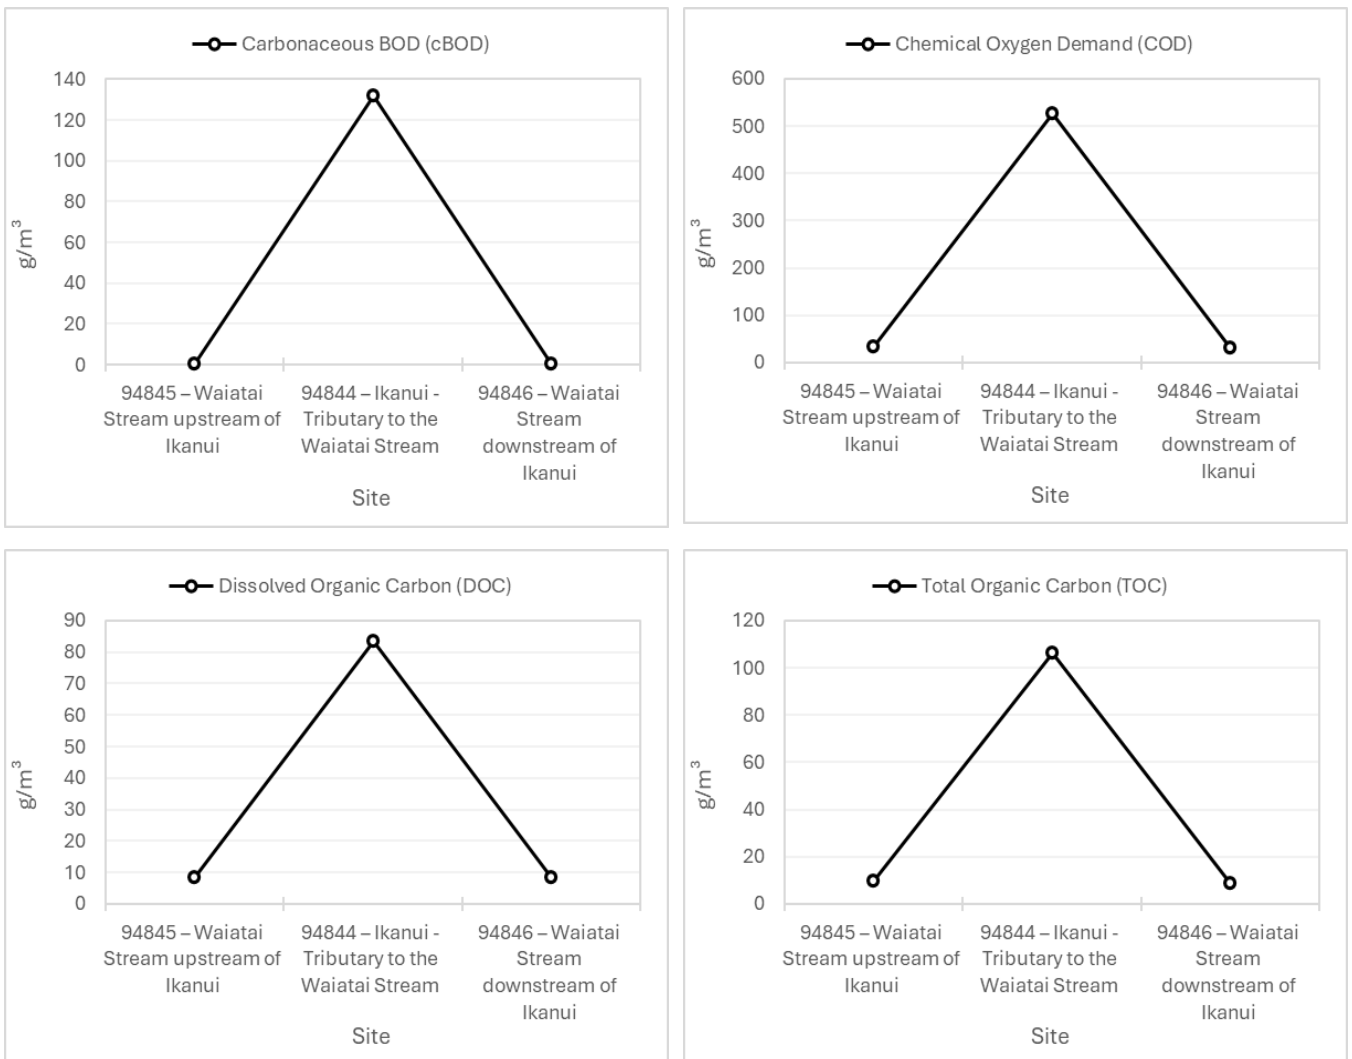 Carbonaceous BOD (cBOD)
140
120
100
80
60
40
20
0
g/m³
94845 – Waiatai
Stream upstream of
Ikanui
94844 – Ikanui -
Tributary to the
Waiatai Stream
94846 – Waiatai
Stream
downstream of
Ikanui
Site
Chemical Oxygen Demand (COD)
600
500
400
300
200
100
0
g/m³
94845 – Waiatai
Stream upstream of
Ikanui
94844 – Ikanui -
Tributary to the
Waiatai Stream
94846 – Waiatai
Stream
downstream of
Ikanui
Site
Dissolved Organic Carbon (DOC)
90
80
70
60
50
40
30
20
10
0
g/m³
94845 – Waiatai
Stream upstream of
Ikanui
94844 – Ikanui -
Tributary to the
Waiatai Stream
94846 – Waiatai
Stream
downstream of
Ikanui
Site
Total Organic Carbon (TOC)
120
100
80
60
40
20
0
g/m³
94845 – Waiatai
Stream upstream of
Ikanui
94844 – Ikanui -
Tributary to the
Waiatai Stream
94846 – Waiatai
Stream
downstream of
Ikanui
Site